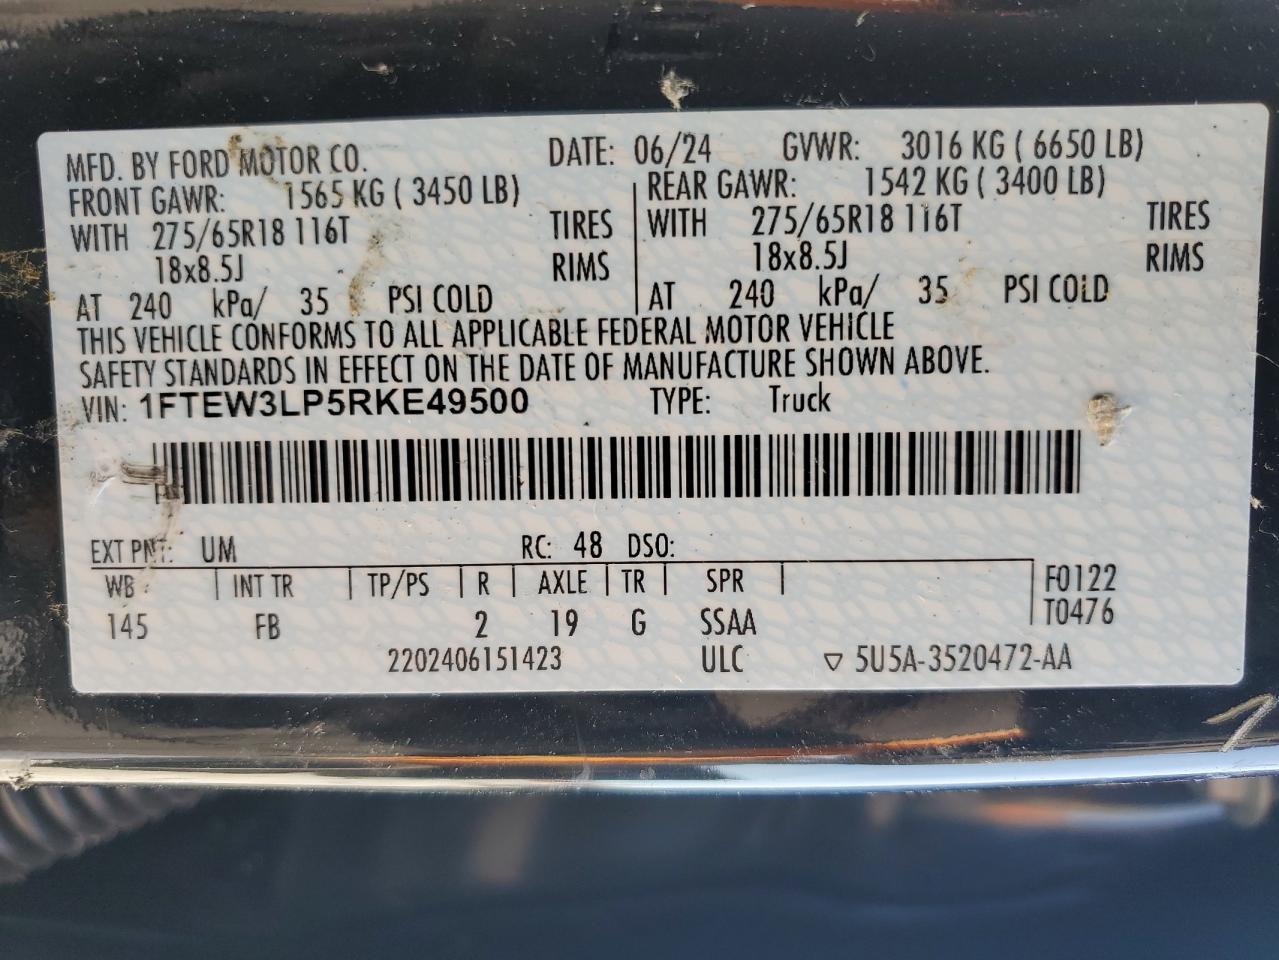 MFD. BY FORD MOTOR CO. DATE: 06/24 GVWR: 3016 KG ( 6650 LB)
FRONT GAWR: 1565 KG ( 3450 LB) REAR GAWR: 1542 KG ( 3400 LB)
WITH 275/65R18 116T TIRES WITH 275/65R18 116T TIRES
18x8.5J RIMS 18x8.5J RIMS
AT 240 kPa/ 35 PSI COLD AT 240 kPa/ 35 PSI COLD
THIS VEHICLE CONFORMS TO ALL APPLICABLE FEDERAL MOTOR VEHICLE
SAFETY STANDARDS IN EFFECT ON THE DATE OF MANUFACTURE SHOWN ABOVE.
VIN: 1FTEW3LP5RKE49500 TYPE: Truck
EXT PNT: UM RC: 48 DSO:
WB INT TR TP/PS R AXLE TR SPR F0122
145 FB 2 19 G SSAA T0476
2202406151423 ULC ▽ 5U5A-3520472-AA